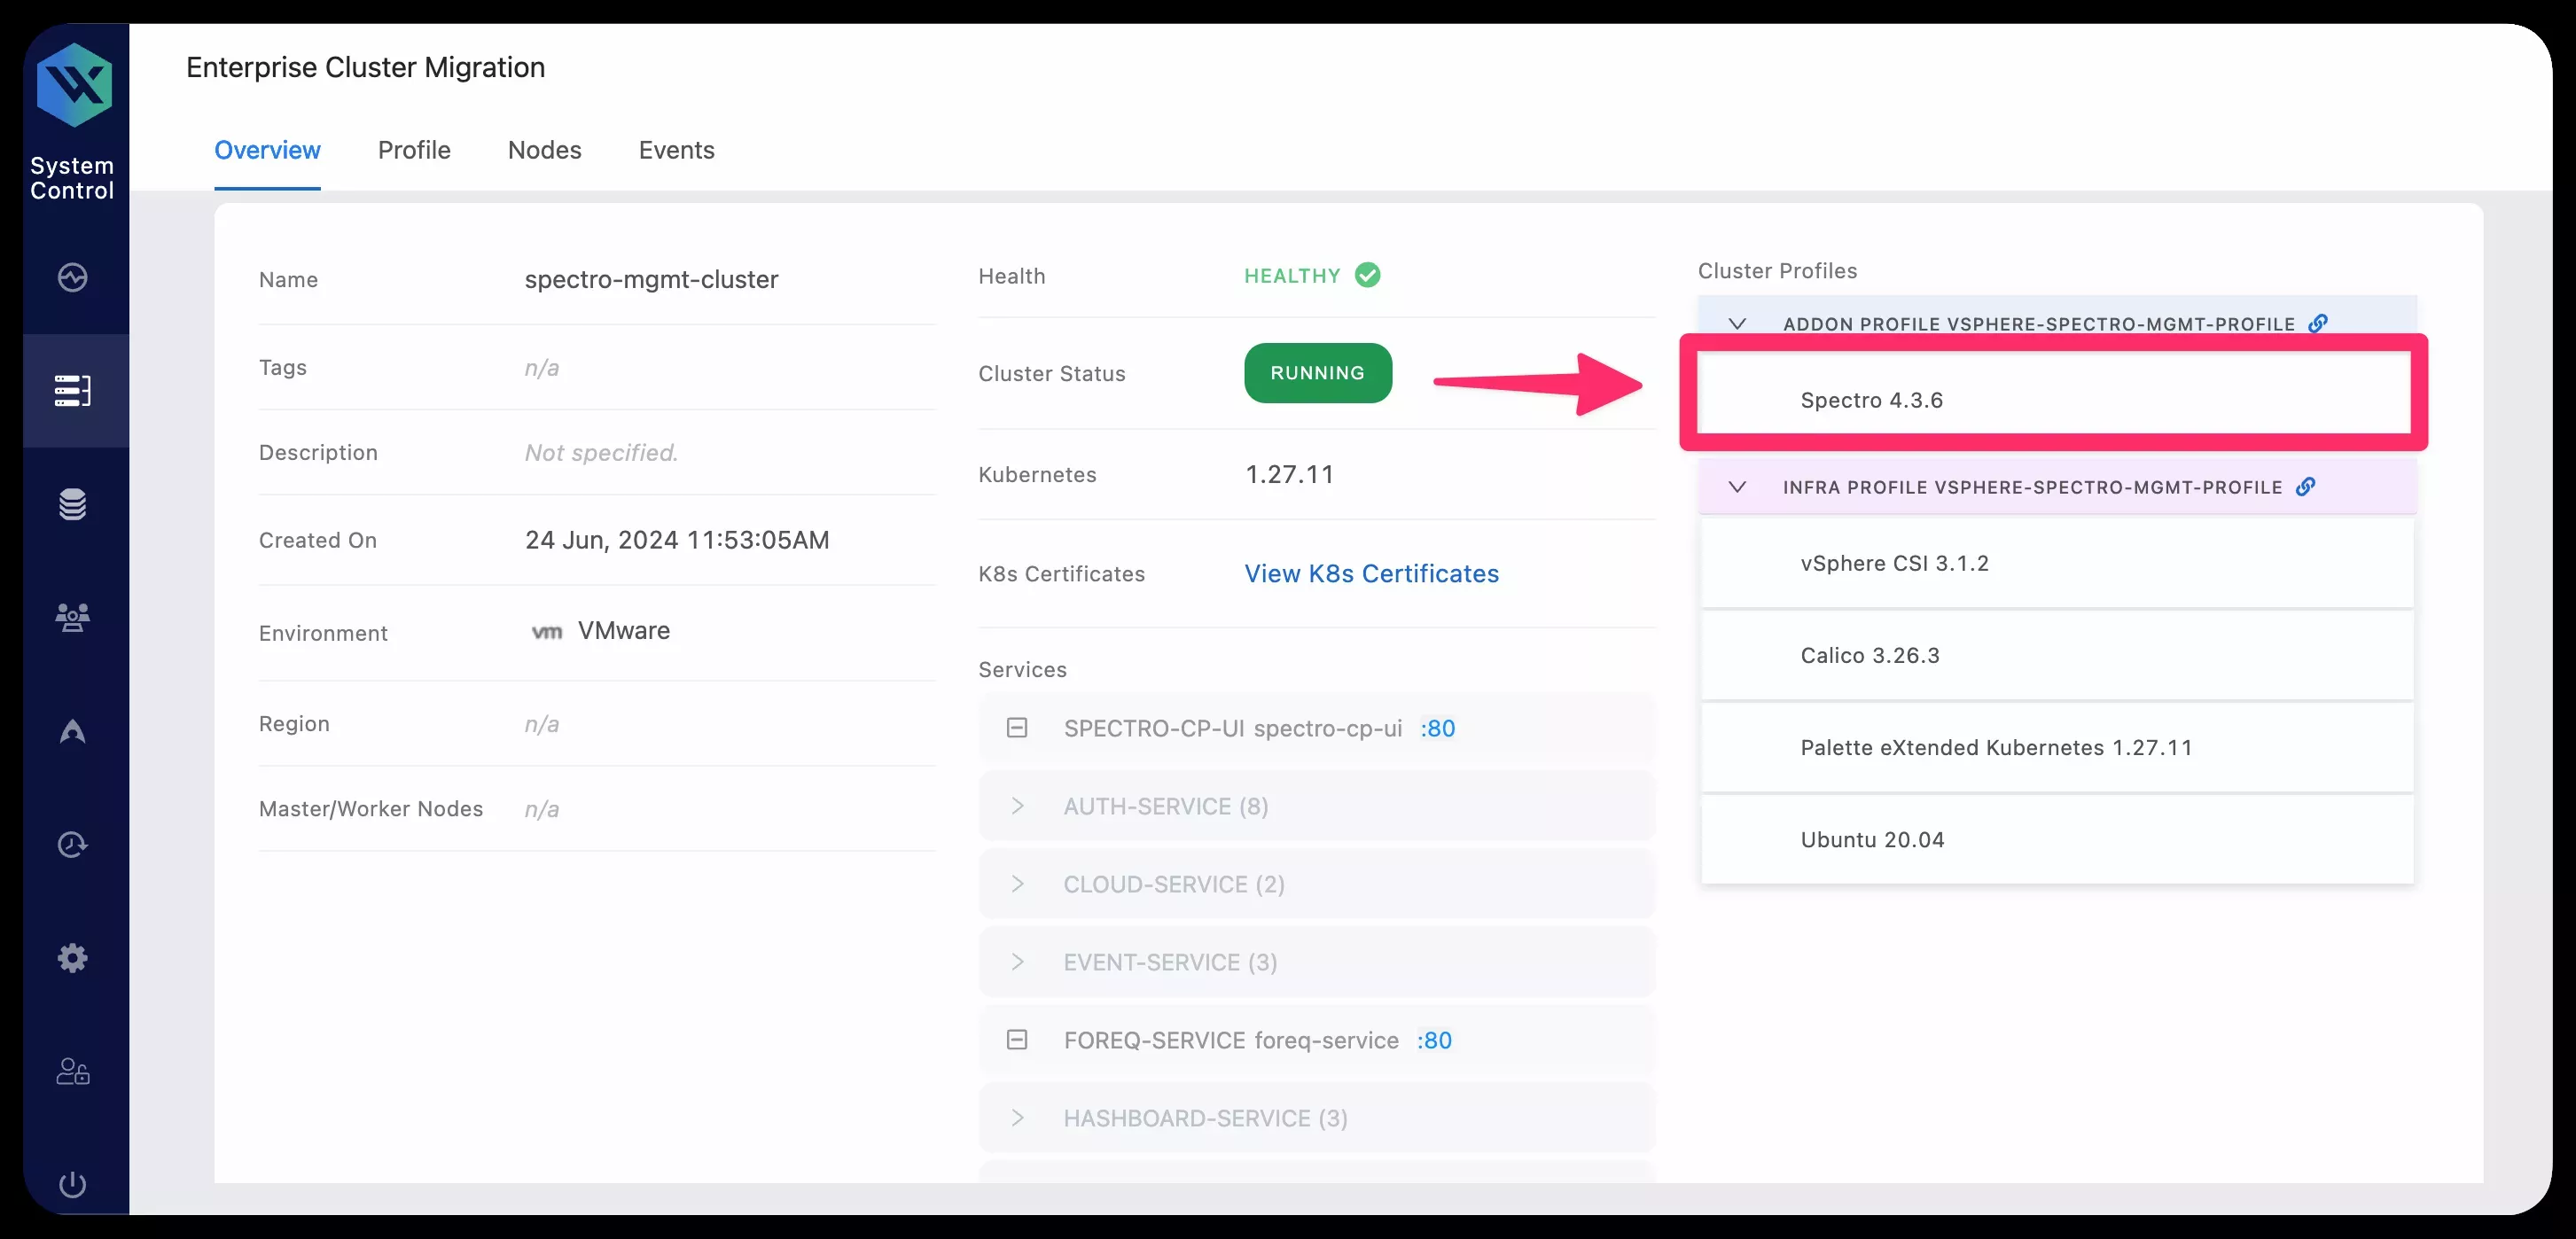 System
Control
Enterprise Cluster Migration
Overview Profile Nodes Events
Name spectro-mgmt-cluster
Tags n/a
Description Not specified.
Created On 24 Jun, 2024 11:53:05AM
Environment vm VMware
Region n/a
Master/Worker Nodes n/a
Health HEALTHY
Cluster Status RUNNING
Kubernetes 1.27.11
K8s Certificates View K8s Certificates
Services
SPECTRO-CP-UI spectro-cp-ui :80
AUTH-SERVICE (8)
CLOUD-SERVICE (2)
EVENT-SERVICE (3)
FOREQ-SERVICE foreq-service :80
HASHBOARD-SERVICE (3)
Cluster Profiles
ADDON PROFILE VSPHERE-SPECTRO-MGMT-PROFILE
Spectro 4.3.6
INFRA PROFILE VSPHERE-SPECTRO-MGMT-PROFILE
vSphere CSI 3.1.2
Calico 3.26.3
Palette eXtended Kubernetes 1.27.11
Ubuntu 20.04